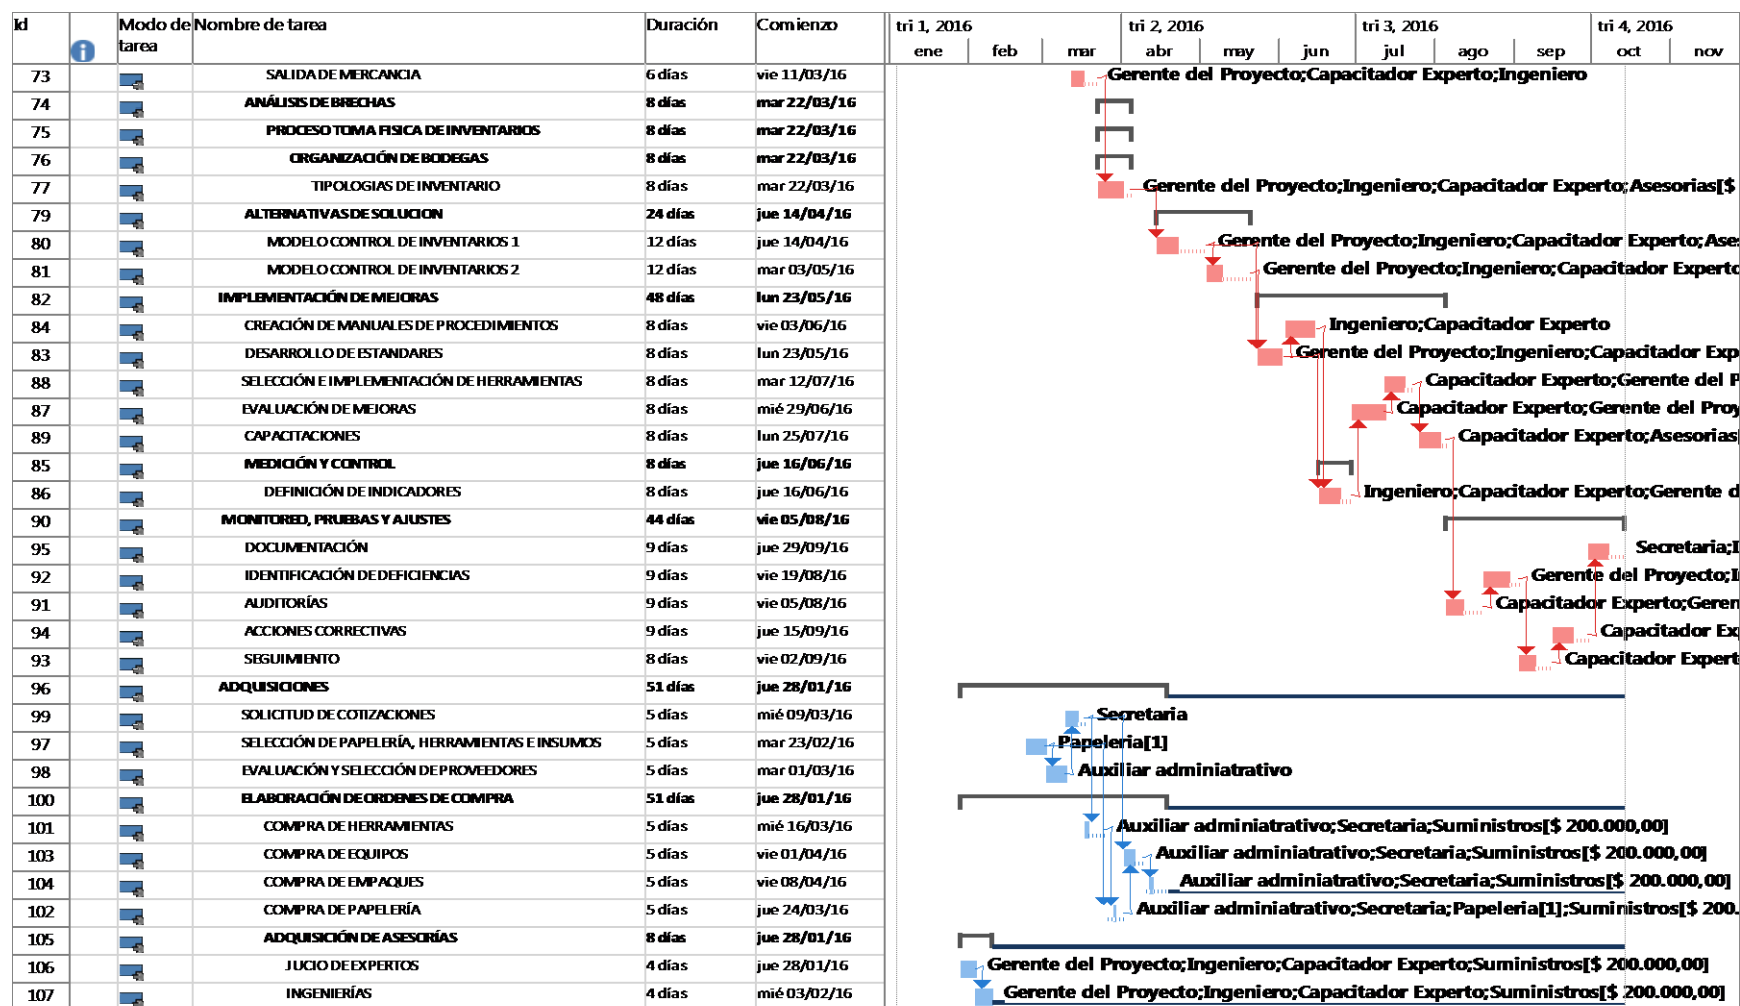 Id Modo de tarea Nombre de tarea Duración Comienzo tri 1, 2016 tri 2, 2016 tri 3, 2016 tri 4, 2016
ene feb mar abr may jun jul ago sep oct nov
73 SALIDA DE MERCANCIA 6 días vie 11/03/16 Gerente del Proyecto;Capacitador Experto;Ingeniero
74 ANÁLISIS DE BRECHAS 8 días mar 22/03/16
75 PROCESO TOMA FISICA DE INVENTARIOS 8 días mar 22/03/16
76 ORGANIZACIÓN DE BODEGAS 8 días mar 22/03/16
77 TIPOLOGIAS DE INVENTARIO 8 días mar 22/03/16 Gerente del Proyecto;Ingeniero;Capacitador Experto;Asesorias[$
79 ALTERNATIVAS DE SOLUCION 24 días jue 14/04/16
80 MODELO CONTROL DE INVENTARIOS 1 12 días jue 14/04/16 Gerente del Proyecto;Ingeniero;Capacitador Experto;Ase
81 MODELO CONTROL DE INVENTARIOS 2 12 días mar 03/05/16 Gerente del Proyecto;Ingeniero;Capacitador Experto
82 IMPLEMENTACIÓN DE MEJORAS 48 días lun 23/05/16
84 CREACIÓN DE MANUALES DE PROCEDIMIENTOS 8 días vie 03/06/16 Ingeniero;Capacitador Experto
83 DESARROLLO DE ESTANDARES 8 días lun 23/05/16 Gerente del Proyecto;Ingeniero;Capacitador Exp
88 SELECCIÓN E IMPLEMENTACIÓN DE HERRAMIENTAS 8 días mar 12/07/16 Capacitador Experto;Gerente del P
87 EVALUACIÓN DE MEJORAS 8 días mié 29/06/16 Capacitador Experto;Gerente del Proy
89 CAPACITACIONES 8 días lun 25/07/16 Capacitador Experto;Asesorias[
85 MEDICIÓN Y CONTROL 8 días jue 16/06/16
86 DEFINICIÓN DE INDICADORES 8 días jue 16/06/16 Ingeniero;Capacitador Experto;Gerente d
90 MONITOREO, PRUEBAS Y AJUSTES 44 días vie 05/08/16
95 DOCUMENTACIÓN 9 días jue 29/09/16 Secretaria;I
92 IDENTIFICACIÓN DE DEFICIENCIAS 9 días vie 19/08/16 Gerente del Proyecto;I
91 AUDITORÍAS 9 días vie 05/08/16 Capacitador Experto;Geren
94 ACCIONES CORRECTIVAS 9 días jue 15/09/16 Capacitador Ex
93 SEGUIMIENTO 8 días vie 02/09/16 Capacitador Expert
96 ADQUISICIONES 51 días jue 28/01/16
99 SOLICITUD DE COTIZACIONES 5 días mié 09/03/16 Secretaria
97 SELECCIÓN DE PAPELERÍA, HERRAMIENTAS E INSUMOS 5 días mar 23/02/16 Papeleria[1]
98 EVALUACIÓN Y SELECCIÓN DE PROVEEDORES 5 días mar 01/03/16 Auxiliar adminiatrativo
100 ELABORACIÓN DE ORDENES DE COMPRA 51 días jue 28/01/16
101 COMPRA DE HERRAMIENTAS 5 días mié 16/03/16 Auxiliar adminiatrativo;Secretaria;Suministros[$ 200.000,00]
103 COMPRA DE EQUIPOS 5 días vie 01/04/16 Auxiliar adminiatrativo;Secretaria;Suministros[$ 200.000,00]
104 COMPRA DE EMPAQUES 5 días vie 08/04/16 Auxiliar adminiatrativo;Secretaria;Suministros[$ 200.000,00]
102 COMPRA DE PAPELERÍA 5 días jue 24/03/16 Auxiliar adminiatrativo;Secretaria;Papeleria[1];Suministros[$ 200.
105 ADQUISICIÓN DE ASESORÍAS 8 días jue 28/01/16
106 JUCIO DE EXPERTOS 4 días jue 28/01/16 Gerente del Proyecto;Ingeniero;Capacitador Experto;Suministros[$ 200.000,00]
107 INGENIERÍAS 4 días mié 03/02/16 Gerente del Proyecto;Ingeniero;Capacitador Experto;Suministros[$ 200.000,00]